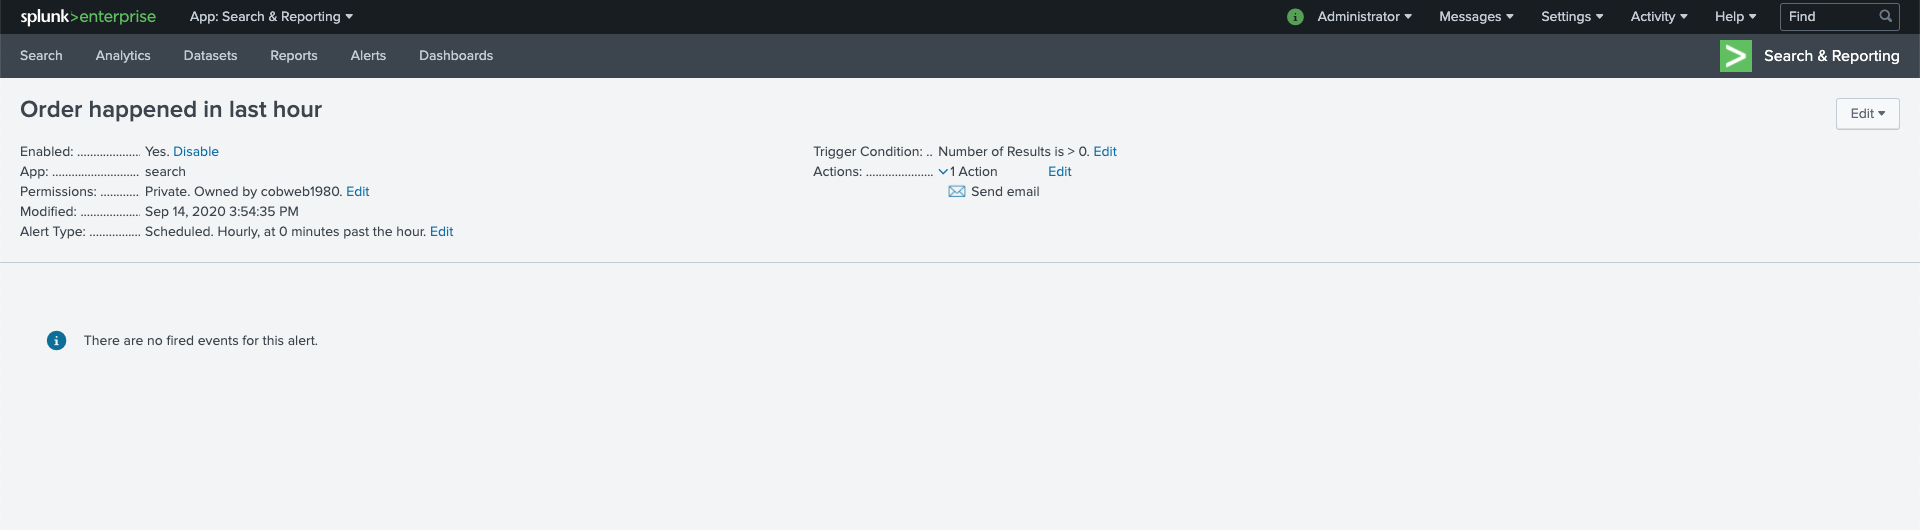 splunk>enterprise App: Search & Reporting i Administrator Messages Settings Activity Help Find
Search Analytics Datasets Reports Alerts Dashboards > Search & Reporting
Order happened in last hour
Edit
Enabled: ................... Yes. Disable
App: ........................... search
Permissions: ............ Private. Owned by cobweb1980. Edit
Modified: .................. Sep 14, 2020 3:54:35 PM
Alert Type: ................ Scheduled. Hourly, at 0 minutes past the hour. Edit
Trigger Condition: .. Number of Results is > 0. Edit
Actions: ..................... 1 Action Edit
Send email
i There are no fired events for this alert.